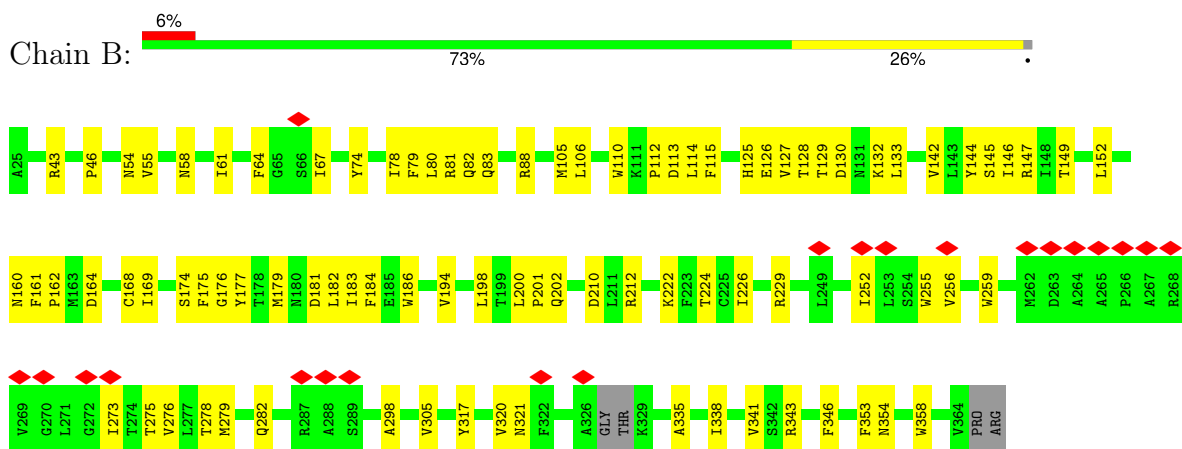 6%
Chain B:
73% 26% •
A25 R43 P46 N54 V55 N58 I61 F64 G65 S66 I67 Y74 I78 F79 L80 R81 Q82 Q83 R88 M105 L106 W110 K111 P112 D113 L114 F115 H125 E126 V127 T128 T129 D130 N131 K132 L133 V142 L143 Y144 S145 I146 R147 I148 T149 L152
N160 F161 P162 M163 D164 C168 I169 S174 F175 G176 Y177 T178 M179 N180 D181 L182 I183 F184 E185 W186 V194 L198 T199 L200 P201 Q202 D210 L211 R212 K222 F223 T224 C225 I226 R229 L249 I252 L253 S254 W255 V256 W259 M262 D263 A264 A265 P266 A267 R268
V269 G270 L271 G272 I273 T274 T275 V276 L277 T278 M279 Q282 R287 A288 S289 A298 V305 Y317 V320 N321 F322 A326 GLY THR K329 A335 I338 V341 S342 R343 F346 F353 N354 W358 V364 PRO ARG